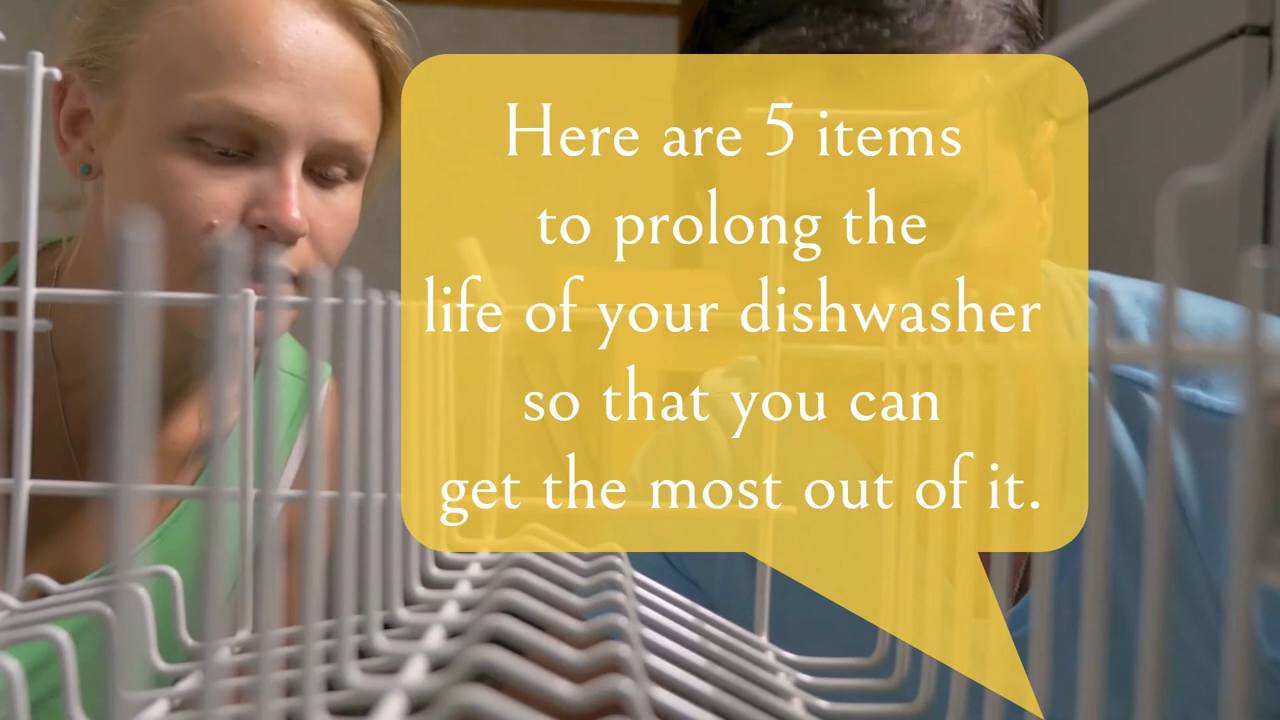 Here are 5 items
to prolong the
life of your dishwasher
so that you can
get the most out of it.